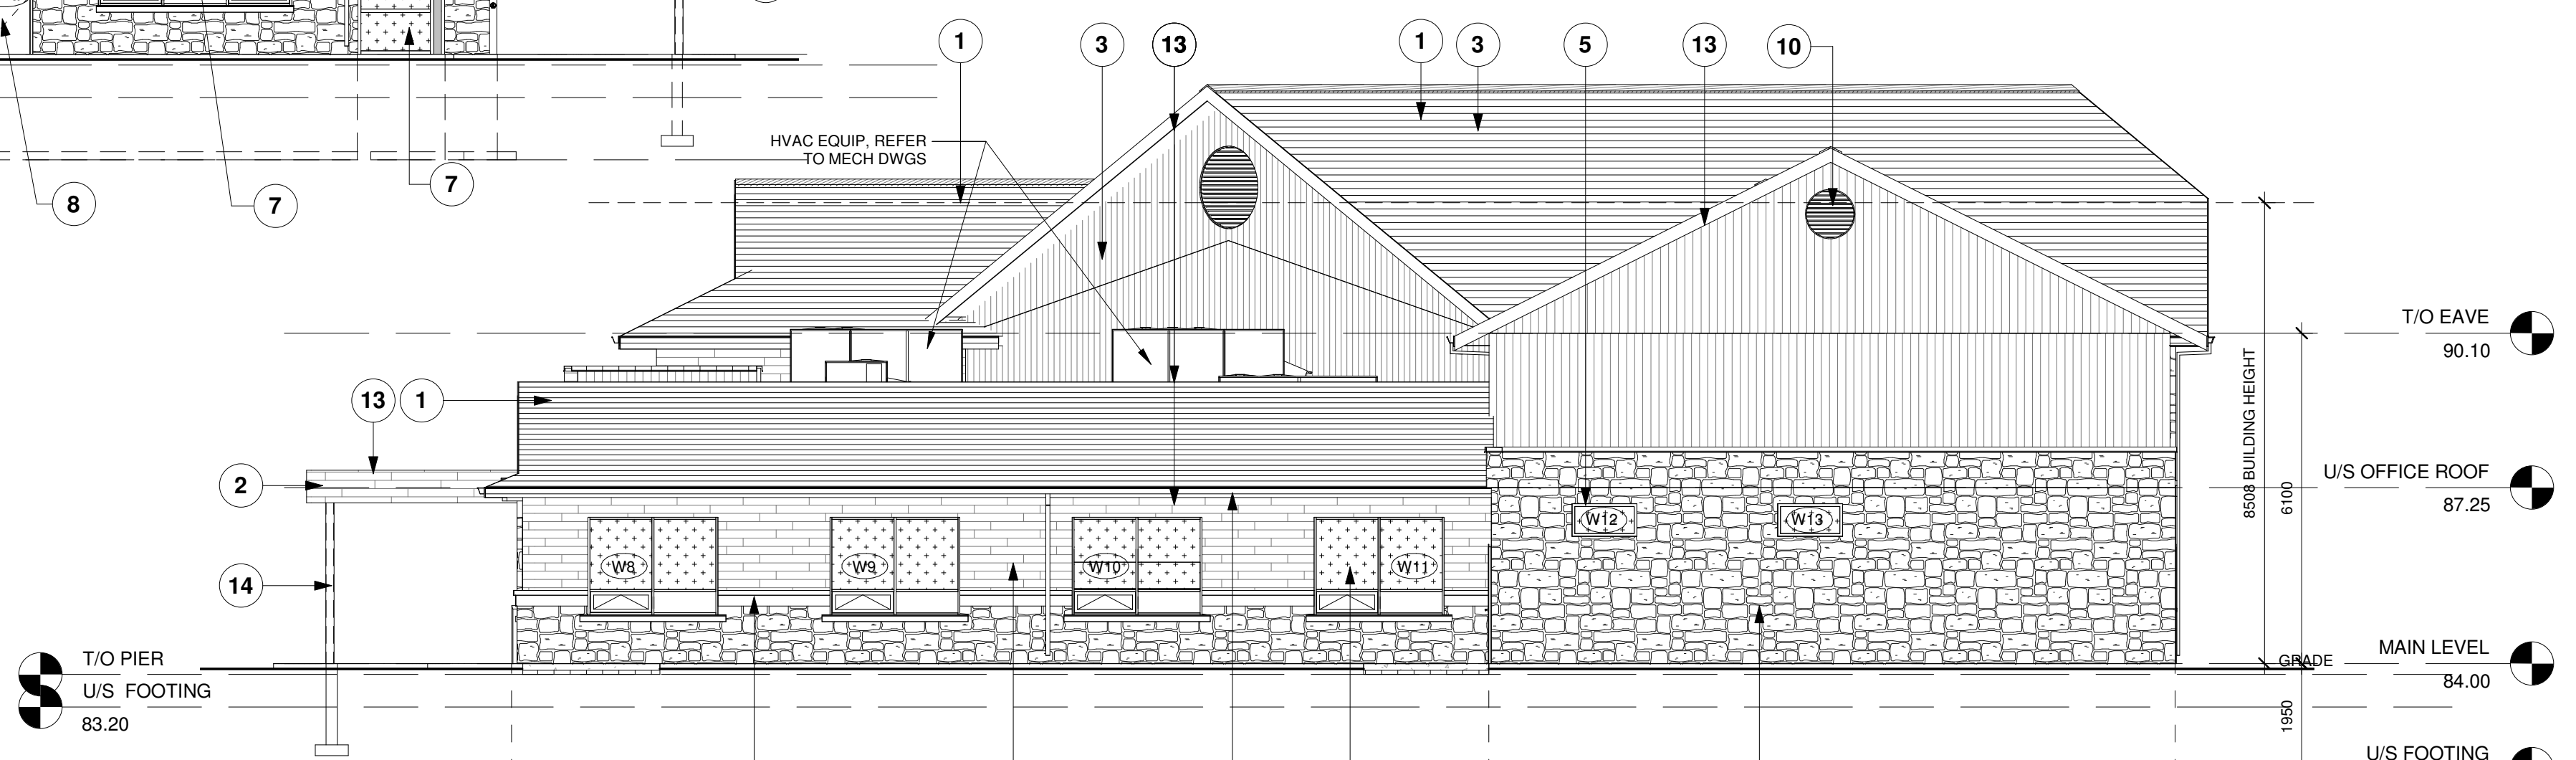 1
3
13
1
3
5
13
10
HVAC EQUIP, REFER
TO MECH DWGS
7
8
7
T/O EAVE
90.10
8508 BUILDING HEIGHT
6100
13
1
2
U/S OFFICE ROOF
87.25
W12
W13
W8
W9
W10
W11
14
T/O PIER
U/S FOOTING
83.20
GRADE
MAIN LEVEL
84.00
1950
U/S FOOTING